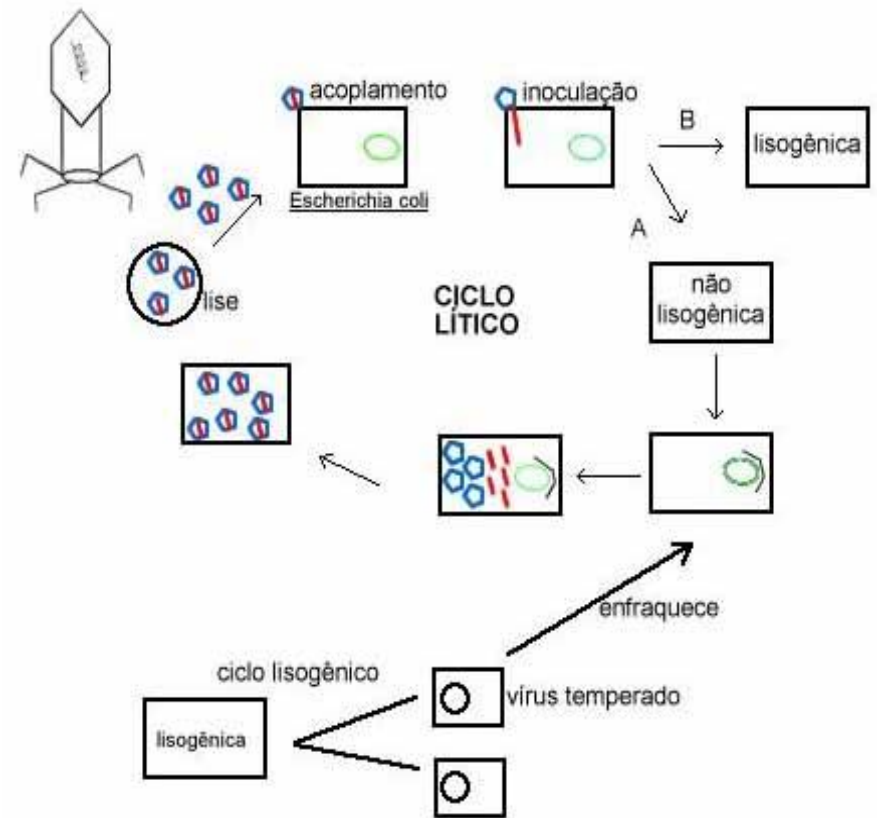 acoplamento
inoculação
B
lisogênica
Escherichia coli
A
não
lisogênica
lise
CICLO
LÍTICO
enfraquece
ciclo lisogênico
vírus temperado
lisogênica